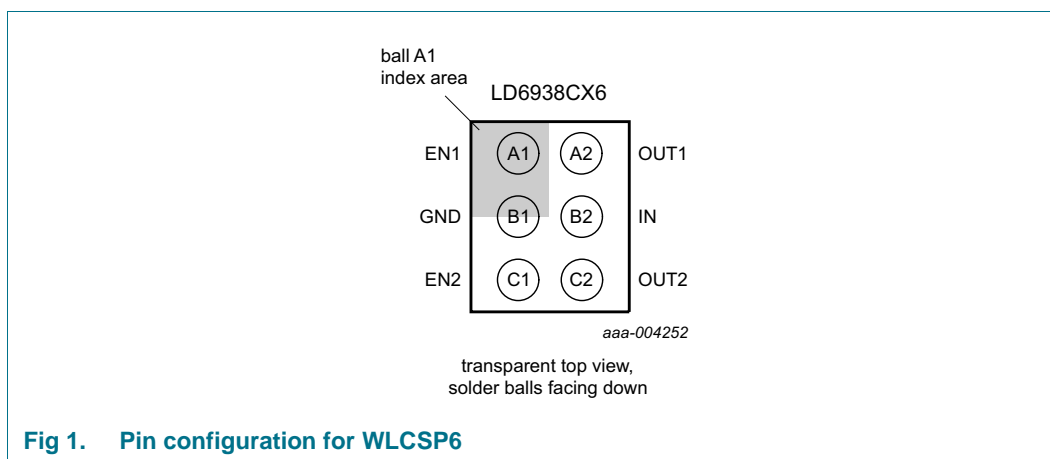 ball A1
index area
LD6938CX6
EN1 A1 A2 OUT1
GND B1 B2 IN
EN2 C1 C2 OUT2
aaa-004252
transparent top view,
solder balls facing down
Fig 1. Pin configuration for WLCSP6